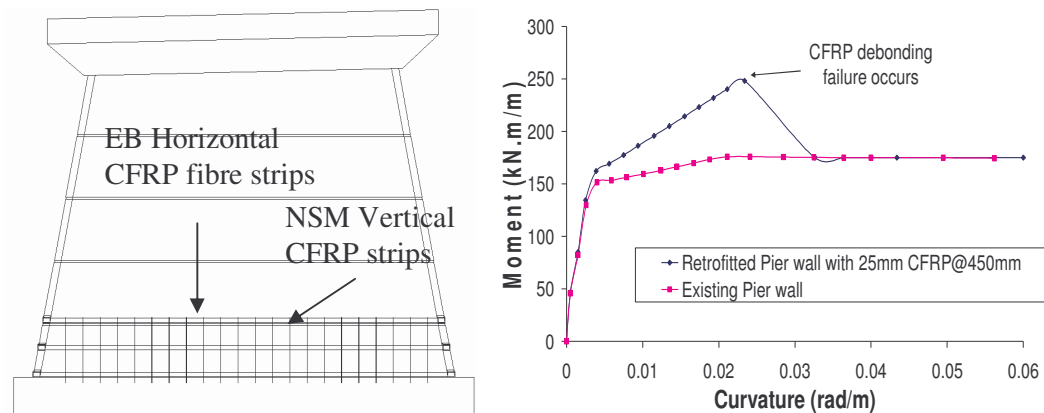 EB Horizontal
CFRP fibre strips
NSM Vertical
CFRP strips
Moment (kN.m/m)
300
250
200
150
100
50
0
CFRP debonding
failure occurs
Retrofitted Pier wall with 25mm CFRP@450mm
Existing Pier wall
0 0.01 0.02 0.03 0.04 0.05 0.06
Curvature (rad/m)